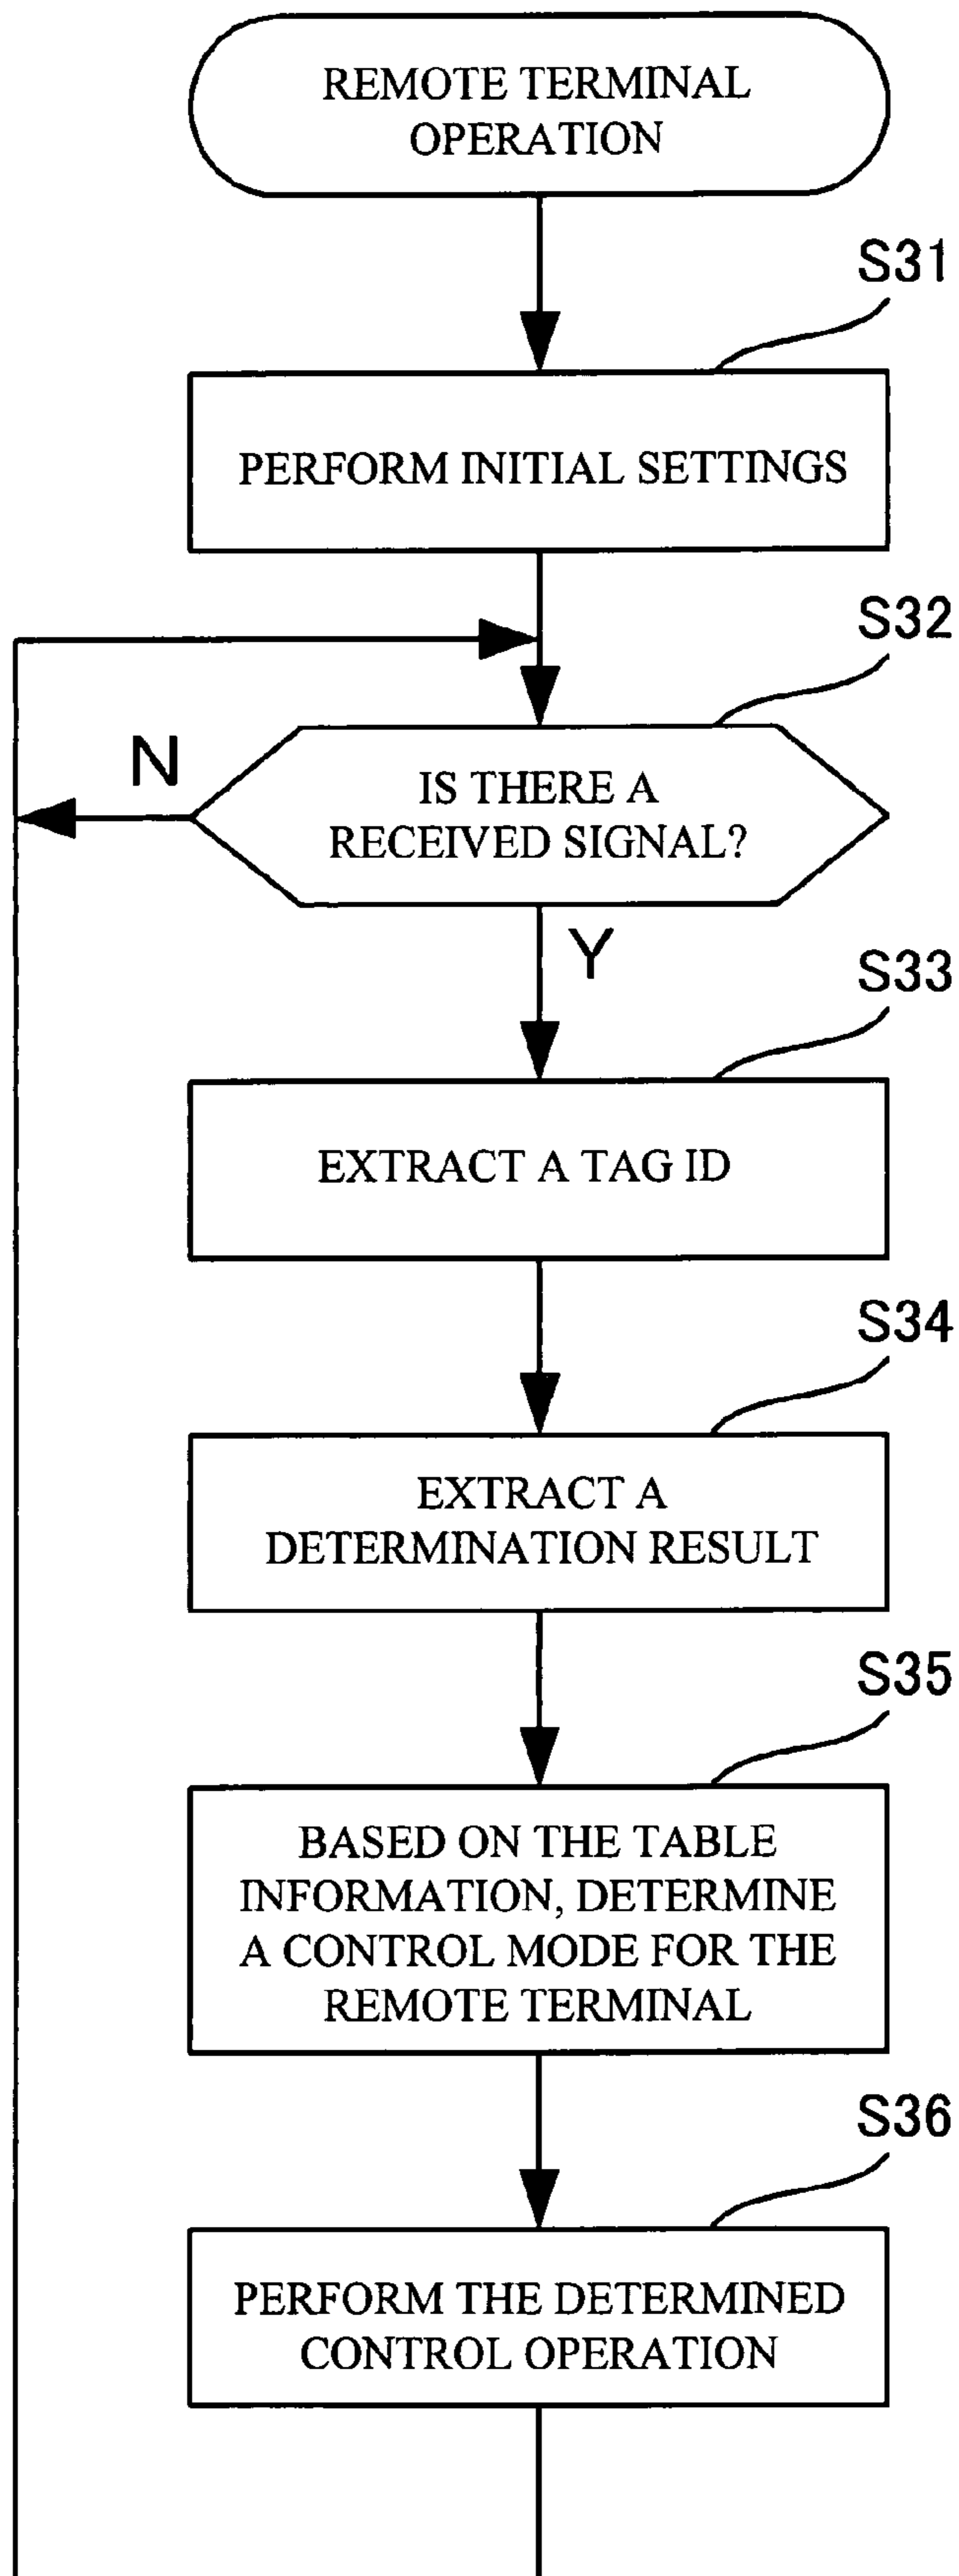 REMOTE TERMINAL
OPERATION
S31
PERFORM INITIAL SETTINGS
S32
N
IS THERE A
RECEIVED SIGNAL?
Y
S33
EXTRACT A TAG ID
S34
EXTRACT A
DETERMINATION RESULT
S35
BASED ON THE TABLE
INFORMATION, DETERMINE
A CONTROL MODE FOR THE
REMOTE TERMINAL
S36
PERFORM THE DETERMINED
CONTROL OPERATION